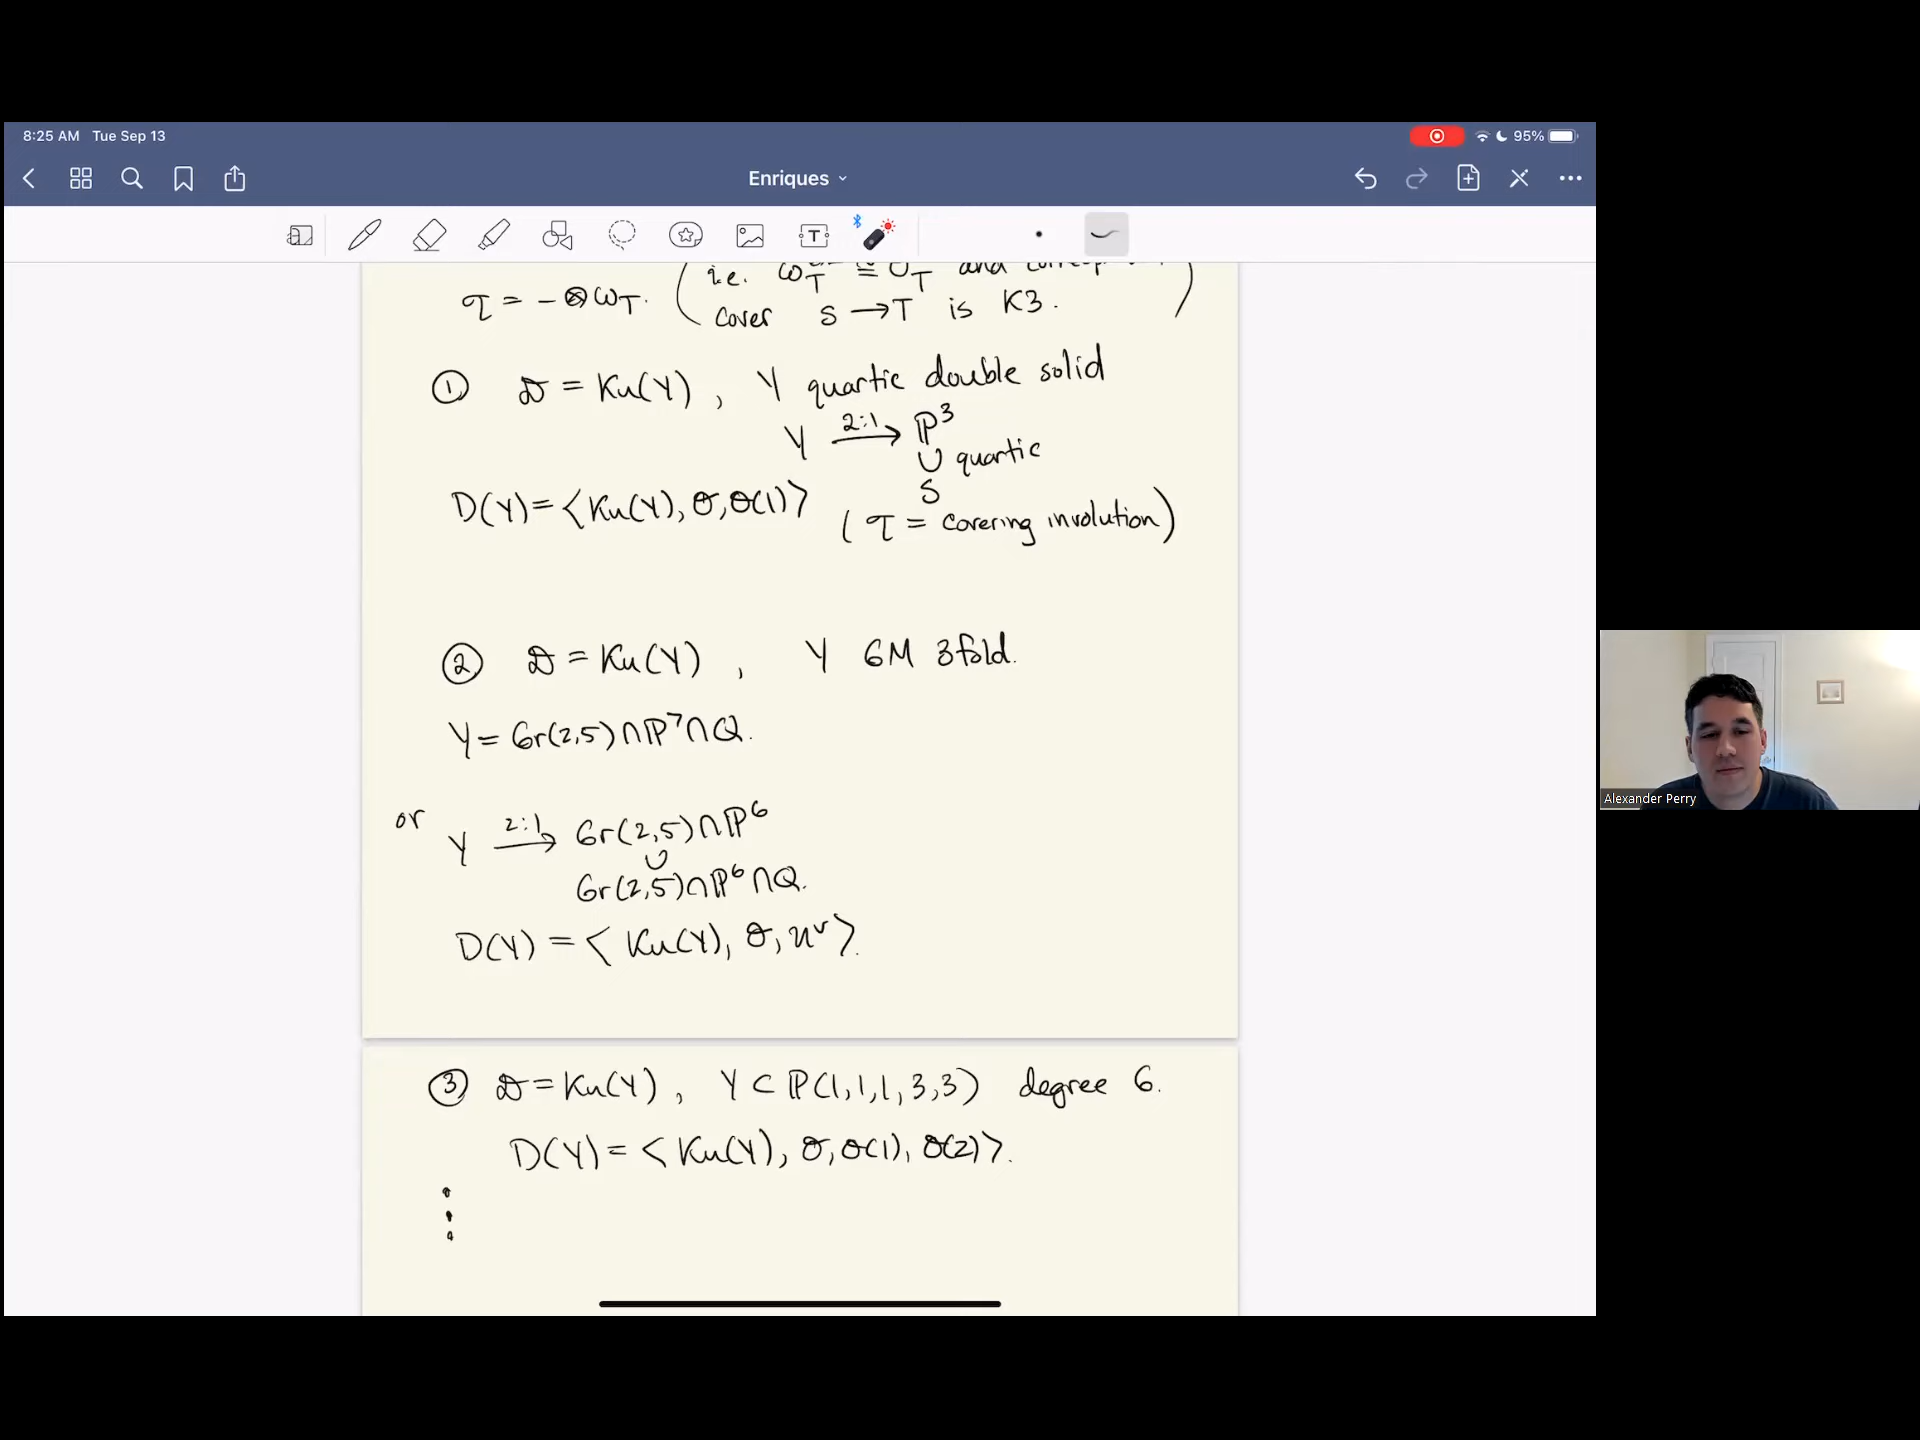 8:25 AM Tue Sep 13
95%
Enriques
T
i.e. ω_T ≅ O_T and
τ = -⊗ω_T. cover S → T is K3.
① 𝒟 = Ku(Y), Y quartic double solid
Y 2:1→ ℙ³
∪ quartic
S
D(Y) = ⟨Ku(Y), O, O(1)⟩ (τ = covering involution)
② 𝒟 = Ku(Y), Y GM 3fold.
Y = Gr(2,5)∩ℙ⁷∩Q.
or Y 2:1→ Gr(2,5)∩ℙ⁶
∪
Gr(2,5)∩ℙ⁶∩Q.
D(Y) = ⟨Ku(Y), O, U^∨⟩.
③ 𝒟 = Ku(Y), Y ⊂ ℙ(1,1,1,3,3) degree 6.
D(Y) = ⟨Ku(Y), O, O(1), O(2)⟩.
Alexander Perry